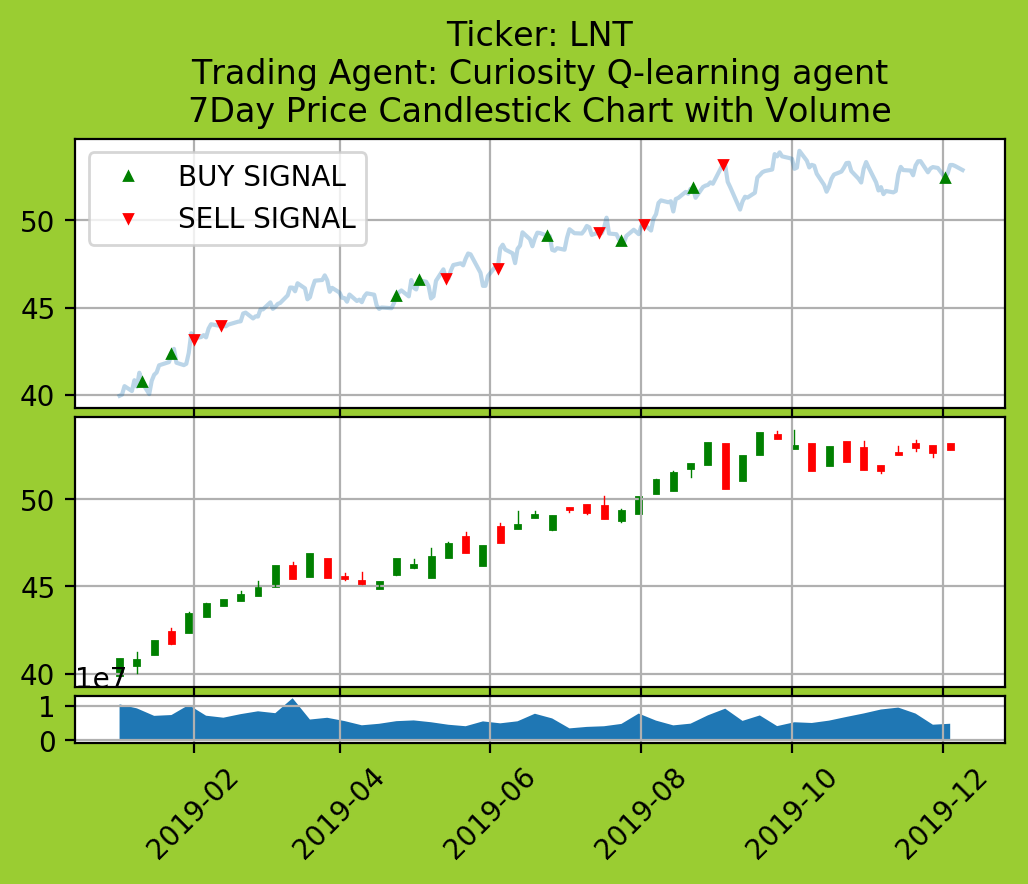 Ticker: LNT
Trading Agent: Curiosity Q-learning agent
7Day Price Candlestick Chart with Volume
BUY SIGNAL
SELL SIGNAL
50
45
40
50
45
40
1e7
1
0
2019-02
2019-04
2019-06
2019-08
2019-10
2019-12